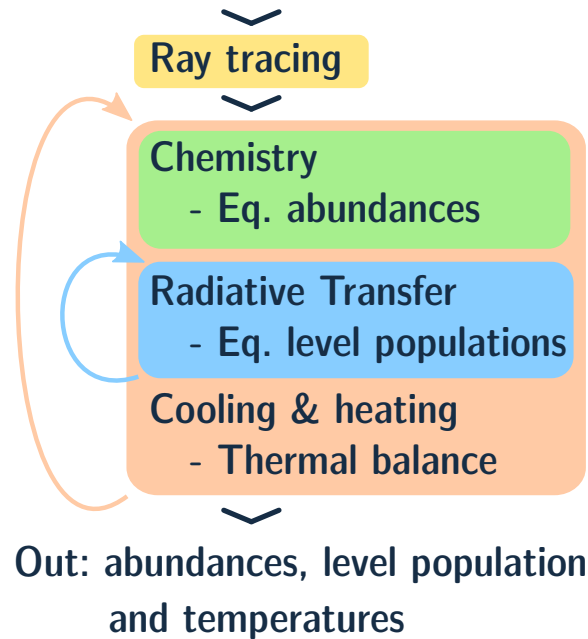 Ray tracing
Chemistry
- Eq. abundances
Radiative Transfer
- Eq. level populations
Cooling & heating
- Thermal balance
Out: abundances, level population
and temperatures